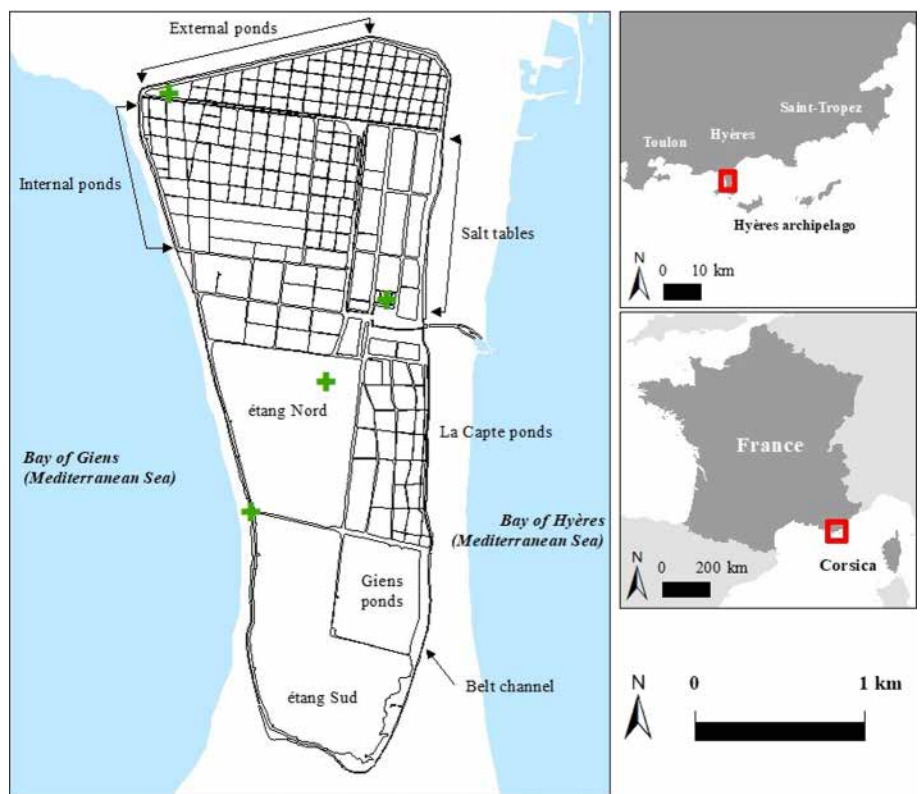 External ponds
Internal ponds
Salt tables
étang Nord
La Capte ponds
Bay of Giens
(Mediterranean Sea)
Bay of Hyères
(Mediterranean Sea)
Giens
ponds
Belt channel
étang Sud
Saint-Tropez
Hyères
Toulon
Hyères archipelago
N
0 10 km
France
N
0 200 km
Corsica
N
0 1 km